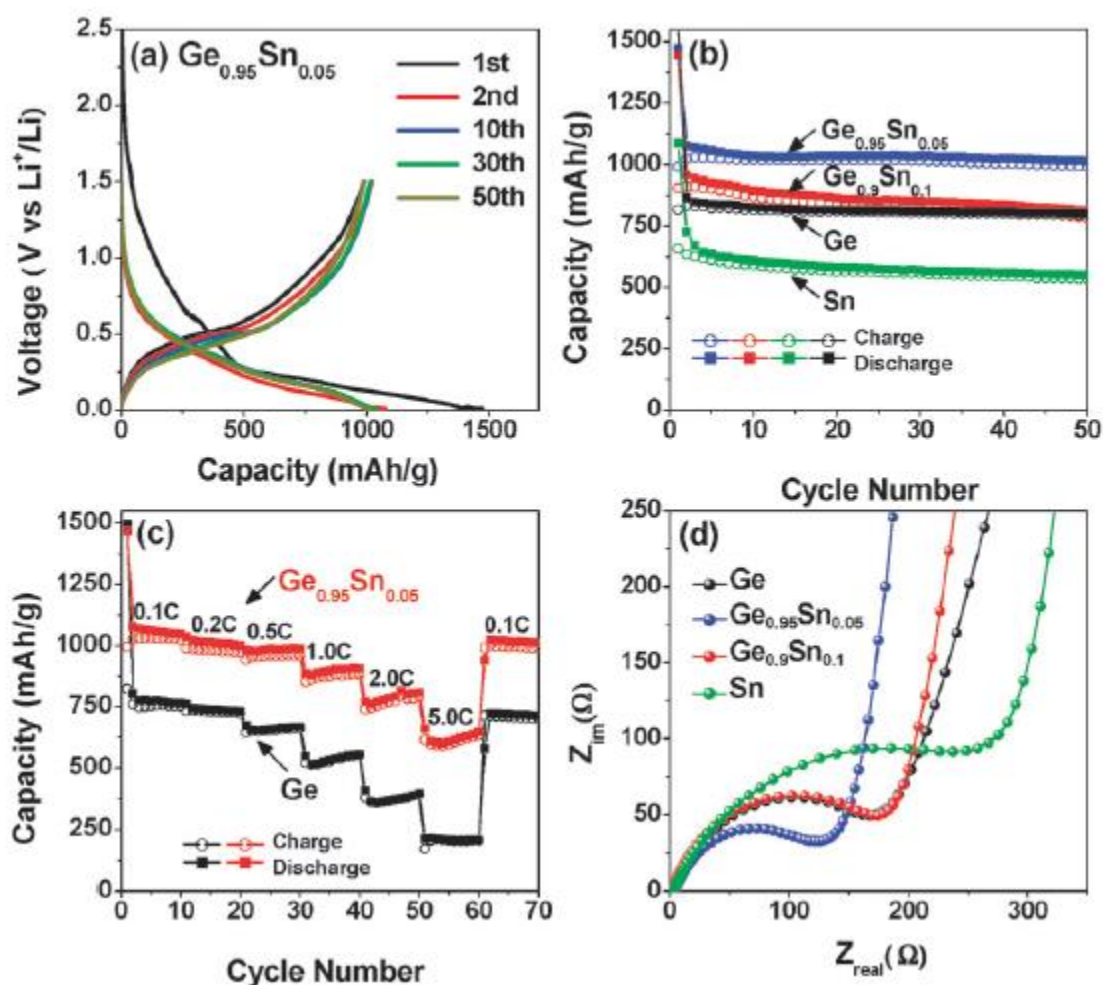 (a) Ge0.95Sn0.05
1st
2nd
10th
30th
50th
2.5
2.0
1.5
1.0
0.5
0.0
0 500 1000 1500
Voltage ( V vs Li+/Li)
Capacity (mAh/g)
(b)
Ge0.95Sn0.05
Ge0.9Sn0.1
Ge
Sn
Charge
Discharge
1500
1250
1000
750
500
250
0
0 10 20 30 40 50
Capacity (mAh/g)
Cycle Number
(c)
Ge0.95Sn0.05
0.1C 0.2C 0.5C 1.0C 2.0C 5.0C 0.1C
Ge
Charge
Discharge
1500
1250
1000
750
500
250
0
0 10 20 30 40 50 60 70
Capacity (mAh/g)
Cycle Number
(d)
Ge
Ge0.95Sn0.05
Ge0.9Sn0.1
Sn
250
200
150
100
50
0
0 100 200 300
Zim(Ω)
Zreal(Ω)